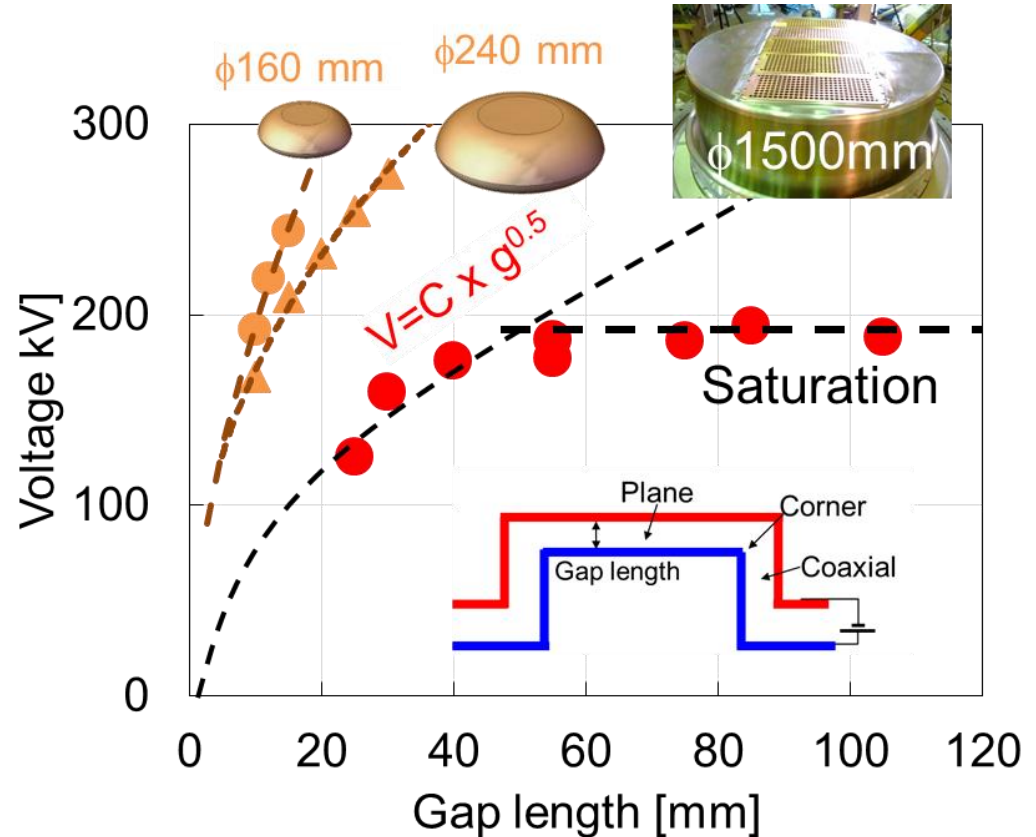 ϕ160 mm
ϕ240 mm
ϕ1500mm
300
200
100
0
Voltage kV]
V=C x g^0.5
Saturation
Plane
Corner
Gap length
Coaxial
0 20 40 60 80 100 120
Gap length [mm]